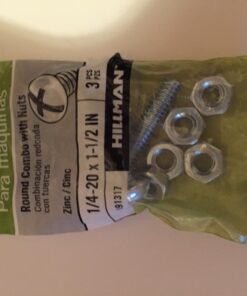 Para máquinas
Round Combo with Nuts
Combinación redonda
con tuercas
Zinc / Cinc
1/4-20 x 1-1/2 IN
3 PCS
PZS
HILLMAN
91317